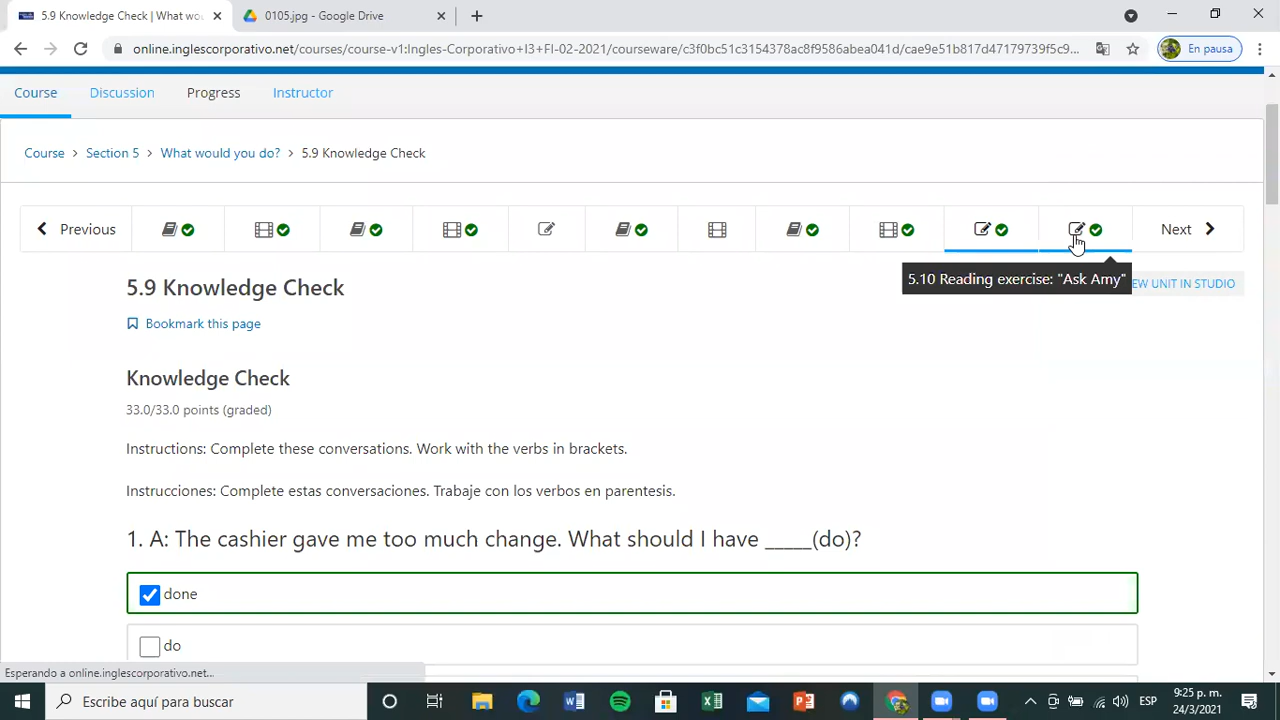 5.9 Knowledge Check | What wou
0105.jpg - Google Drive
online.inglescorporativo.net/courses/course-v1:Ingles-Corporativo+I3+FI-02-2021/courseware/c3f0bc51c3154378ac8f9586abea041d/cae9e51b817d47179739f5c9...
En pausa
Course Discussion Progress Instructor
Course > Section 5 > What would you do? > 5.9 Knowledge Check
Previous
Next
5.10 Reading exercise: "Ask Amy"
EW UNIT IN STUDIO
5.9 Knowledge Check
Bookmark this page
Knowledge Check
33.0/33.0 points (graded)
Instructions: Complete these conversations. Work with the verbs in brackets.
Instrucciones: Complete estas conversaciones. Trabaje con los verbos en parentesis.
1. A: The cashier gave me too much change. What should I have _____(do)?
done
do
Esperando a online.inglescorporativo.net...
Escribe aquí para buscar
ESP
9:25 p. m.
24/3/2021